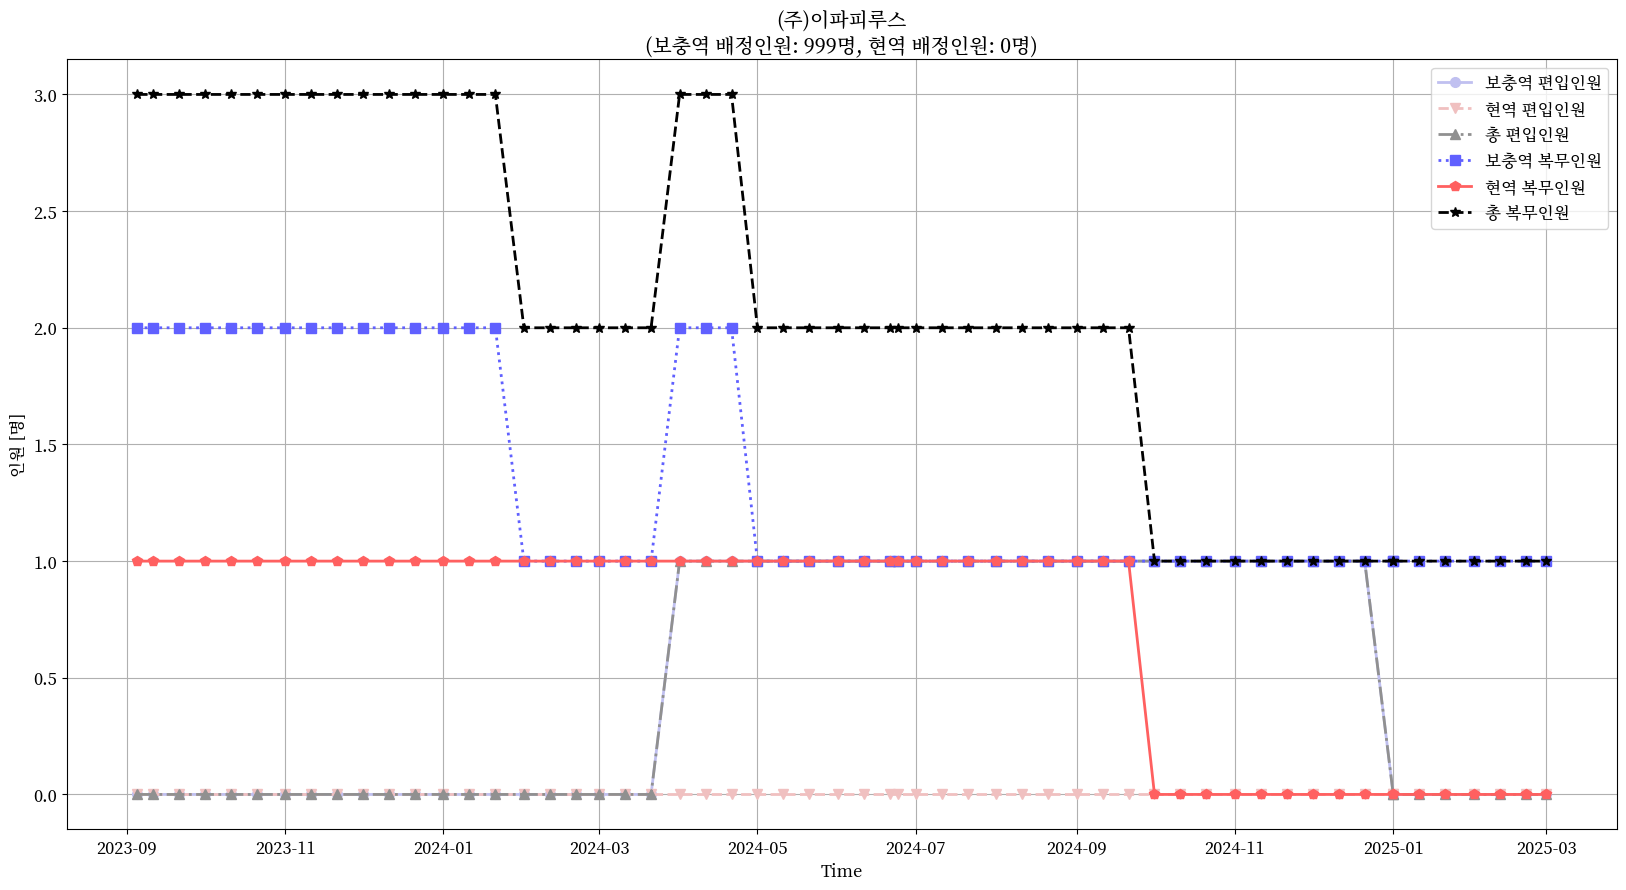 (주)이파피루스
(보충역 배정인원: 999명, 현역 배정인원: 0명)
보충역 편입인원
현역 편입인원
총 편입인원
보충역 복무인원
현역 복무인원
총 복무인원
인원 [명]
3.0
2.5
2.0
1.5
1.0
0.5
0.0
2023-09 2023-11 2024-01 2024-03 2024-05 2024-07 2024-09 2024-11 2025-01 2025-03
Time